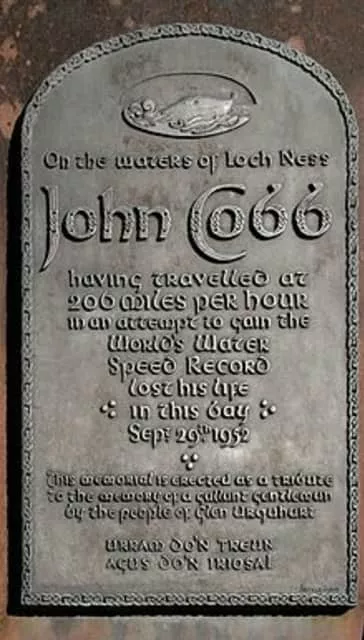 On the waters of Loch Ness
John Cobb
having travelled at
206 miles per hour
in an attempt to gain the
World's Water
Speed Record
lost his life
in this bay
Sept 29th 1952
This memorial is erected as a tribute
to the memory of a gallant gentleman
by the people of Glen Urquhart
URRAM DO'N TREUN
AGUS DO'N IRIOSAL